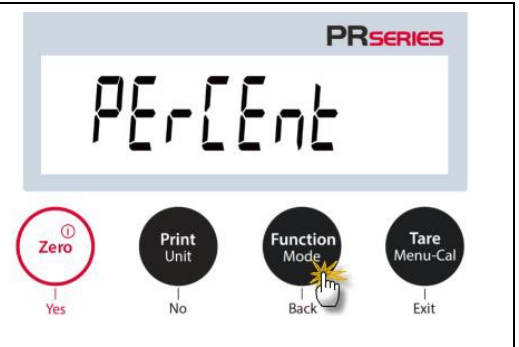 PRSERIES
PErCEnt
Zero
Print
Unit
Function
Mode
Tare
Menu-Cal
Yes
No
Back
Exit